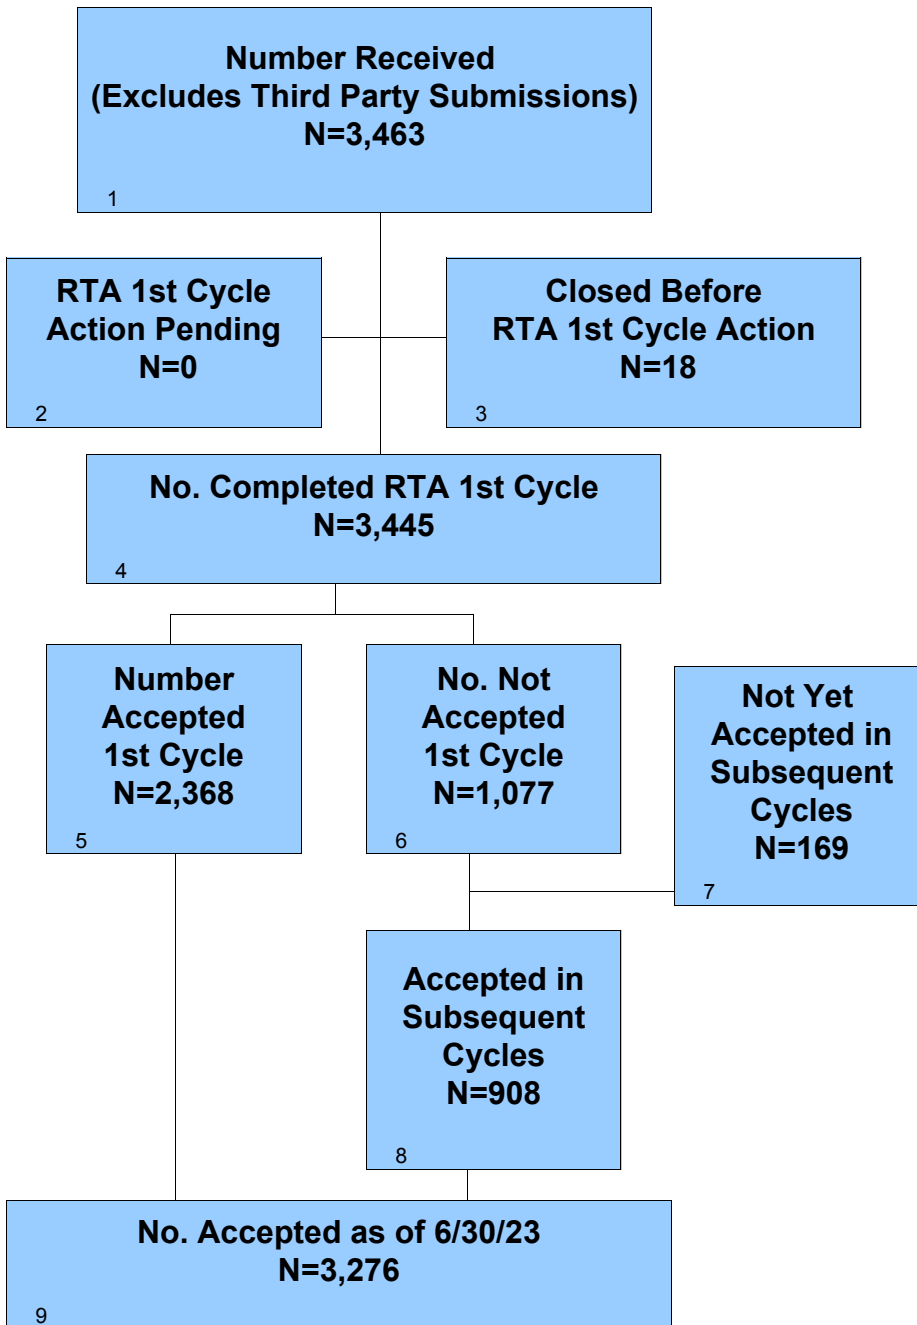 Number Received
(Excludes Third Party Submissions)
N=3,463
1
RTA 1st Cycle
Action Pending
N=0
2
Closed Before
RTA 1st Cycle Action
N=18
3
No. Completed RTA 1st Cycle
N=3,445
4
Number
Accepted
1st Cycle
N=2,368
5
No. Not
Accepted
1st Cycle
N=1,077
6
Not Yet
Accepted in
Subsequent
Cycles
N=169
7
Accepted in
Subsequent
Cycles
N=908
8
No. Accepted as of 6/30/23
N=3,276
9